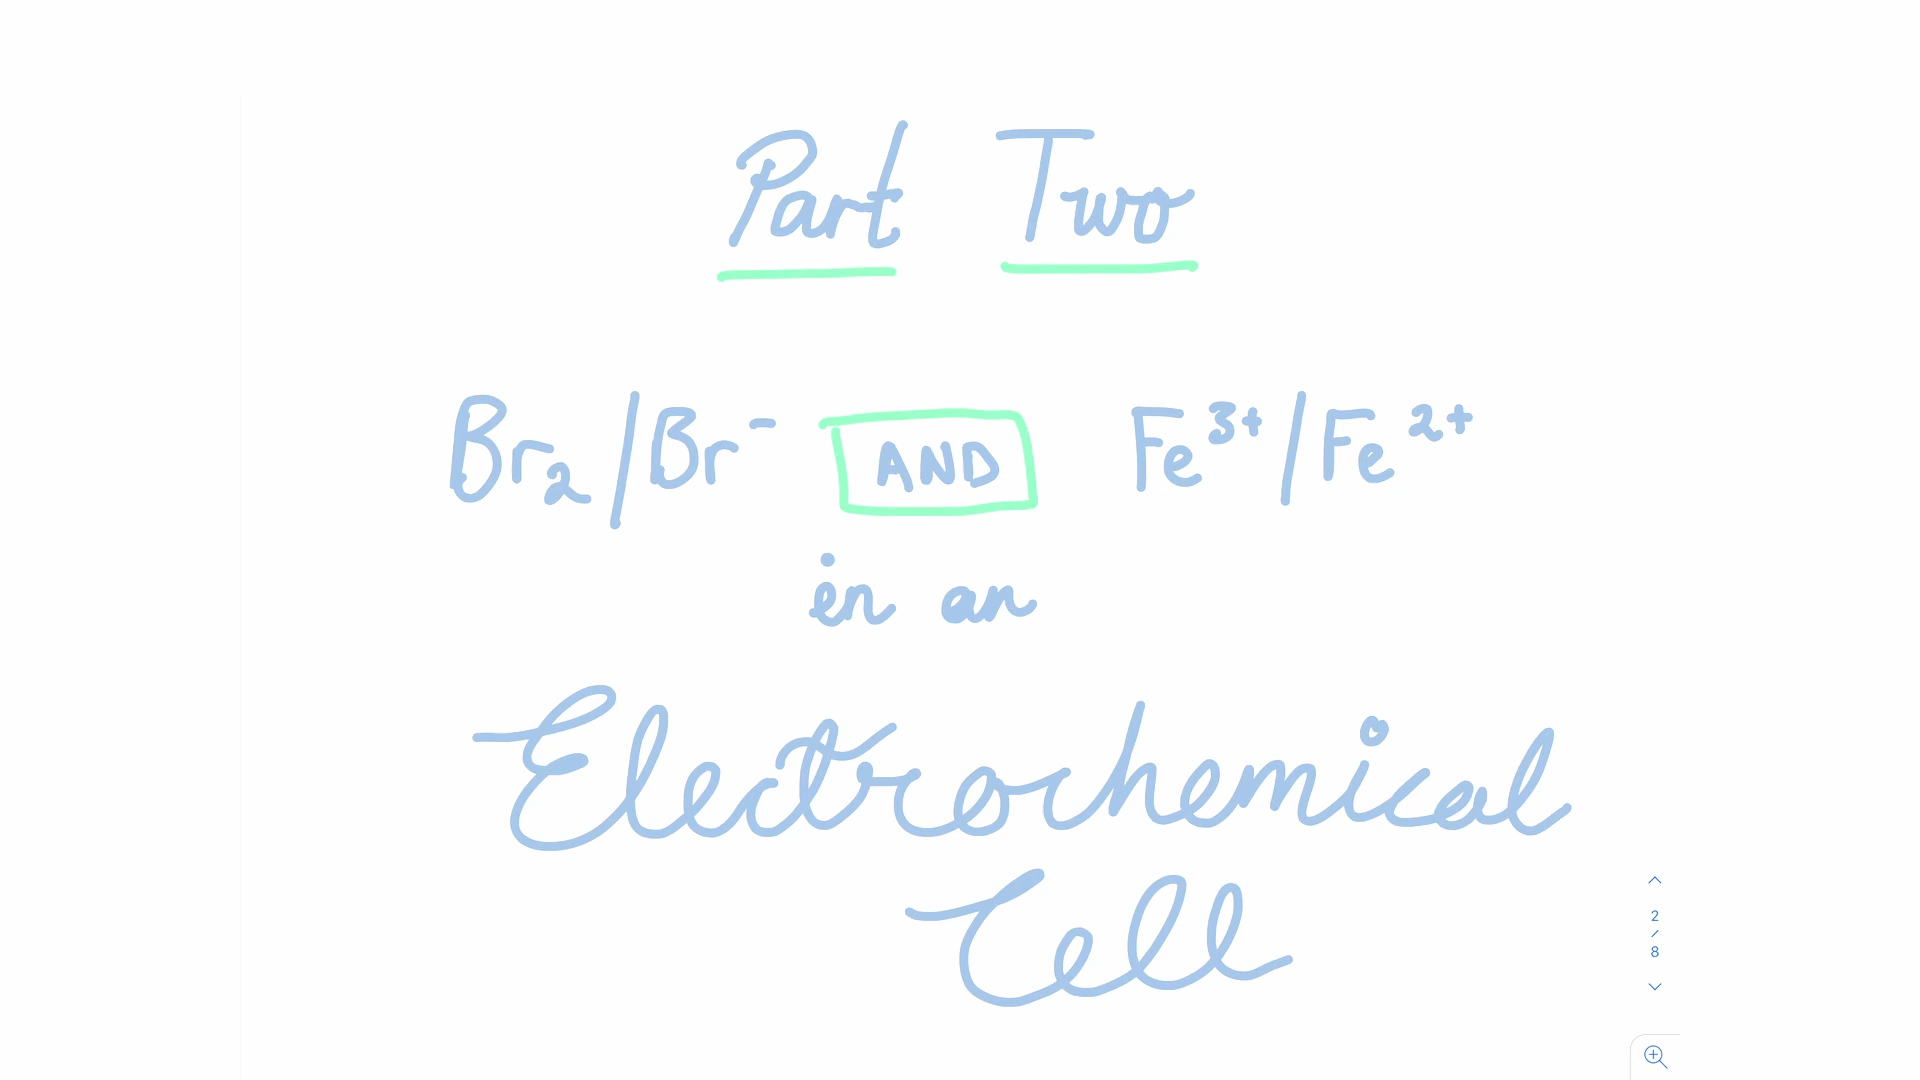 Part Two
Br₂/Br⁻ AND Fe³⁺/Fe²⁺
in an
Electrochemical
Cell
2
/
8